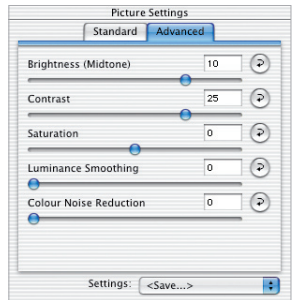 Picture Settings
Standard Advanced
Brightness (Midtone) 10
Contrast 25
Saturation 0
Luminance Smoothing 0
Colour Noise Reduction 0
Settings: <Save...>